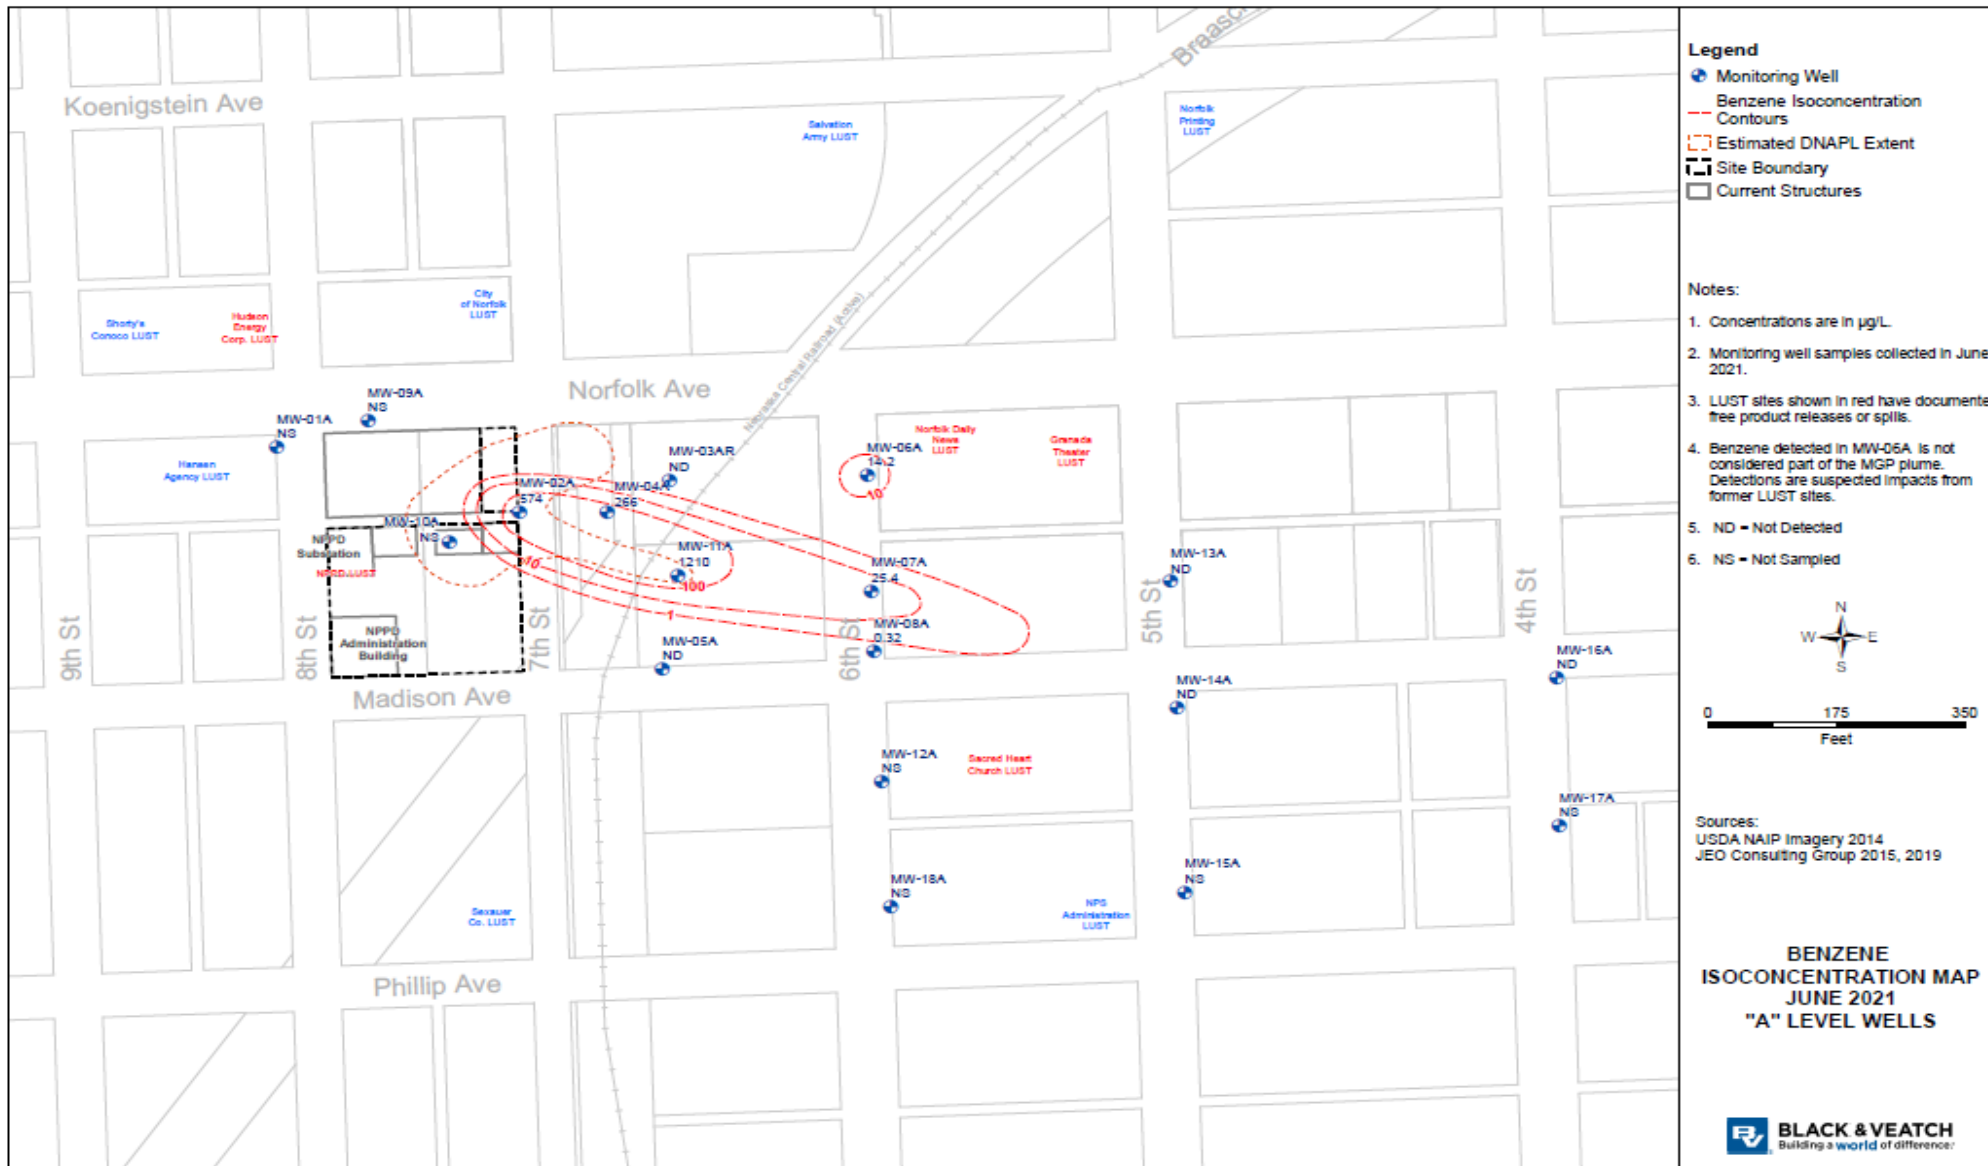 Koenigstein Ave
Braasc
Salvation
Army LUST
Norfolk
Printing
LUST
City
of Norfolk
LUST
Shorty's
Conoco LUST
Hudson
Energy
Corp. LUST
Nebraska Central Railroad (Active)
Norfolk Ave
MW-09A
NS
MW-01A
NS
Hansen
Agency LUST
MW-03AR
ND
MW-06A
14.2
10
Norfolk Daily
News
LUST
Granada
Theater
LUST
MW-02A
574
MW-04A
266
MW-10A
NS
NPPD
Substation
NPPD LUST
MW-11A
1210
10
100
1
MW-07A
25.4
MW-08A
0.32
MW-13A
ND
NPPD
Administration
Building
MW-05A
ND
MW-16A
ND
9th St
8th St
7th St
6th St
5th St
4th St
Madison Ave
MW-14A
ND
MW-12A
NS
Sacred Heart
Church LUST
MW-17A
NS
MW-18A
NS
MW-15A
NS
Sexauer
Co. LUST
NPS
Administration
LUST
Phillip Ave
Legend
Monitoring Well
Benzene Isoconcentration
Contours
Estimated DNAPL Extent
Site Boundary
Current Structures
Notes:
1. Concentrations are in µg/L.
2. Monitoring well samples collected in June
2021.
3. LUST sites shown in red have documente
free product releases or spills.
4. Benzene detected in MW-06A is not
considered part of the MGP plume.
Detections are suspected impacts from
former LUST sites.
5. ND = Not Detected
6. NS = Not Sampled
N
W E
S
0 175 350
Feet
Sources:
USDA NAIP Imagery 2014
JEO Consulting Group 2015, 2019
BENZENE
ISOCONCENTRATION MAP
JUNE 2021
"A" LEVEL WELLS
BV
BLACK & VEATCH
Building a world of difference.